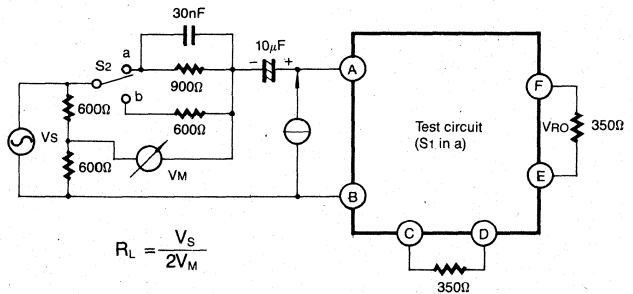 30nF
S2
a
900Ω
10μF
− +
b
600Ω
600Ω
VS
600Ω
VM
A
B
Test circuit
(S1 in a)
F
VRO
350Ω
E
C
D
350Ω
RL = VS / 2VM